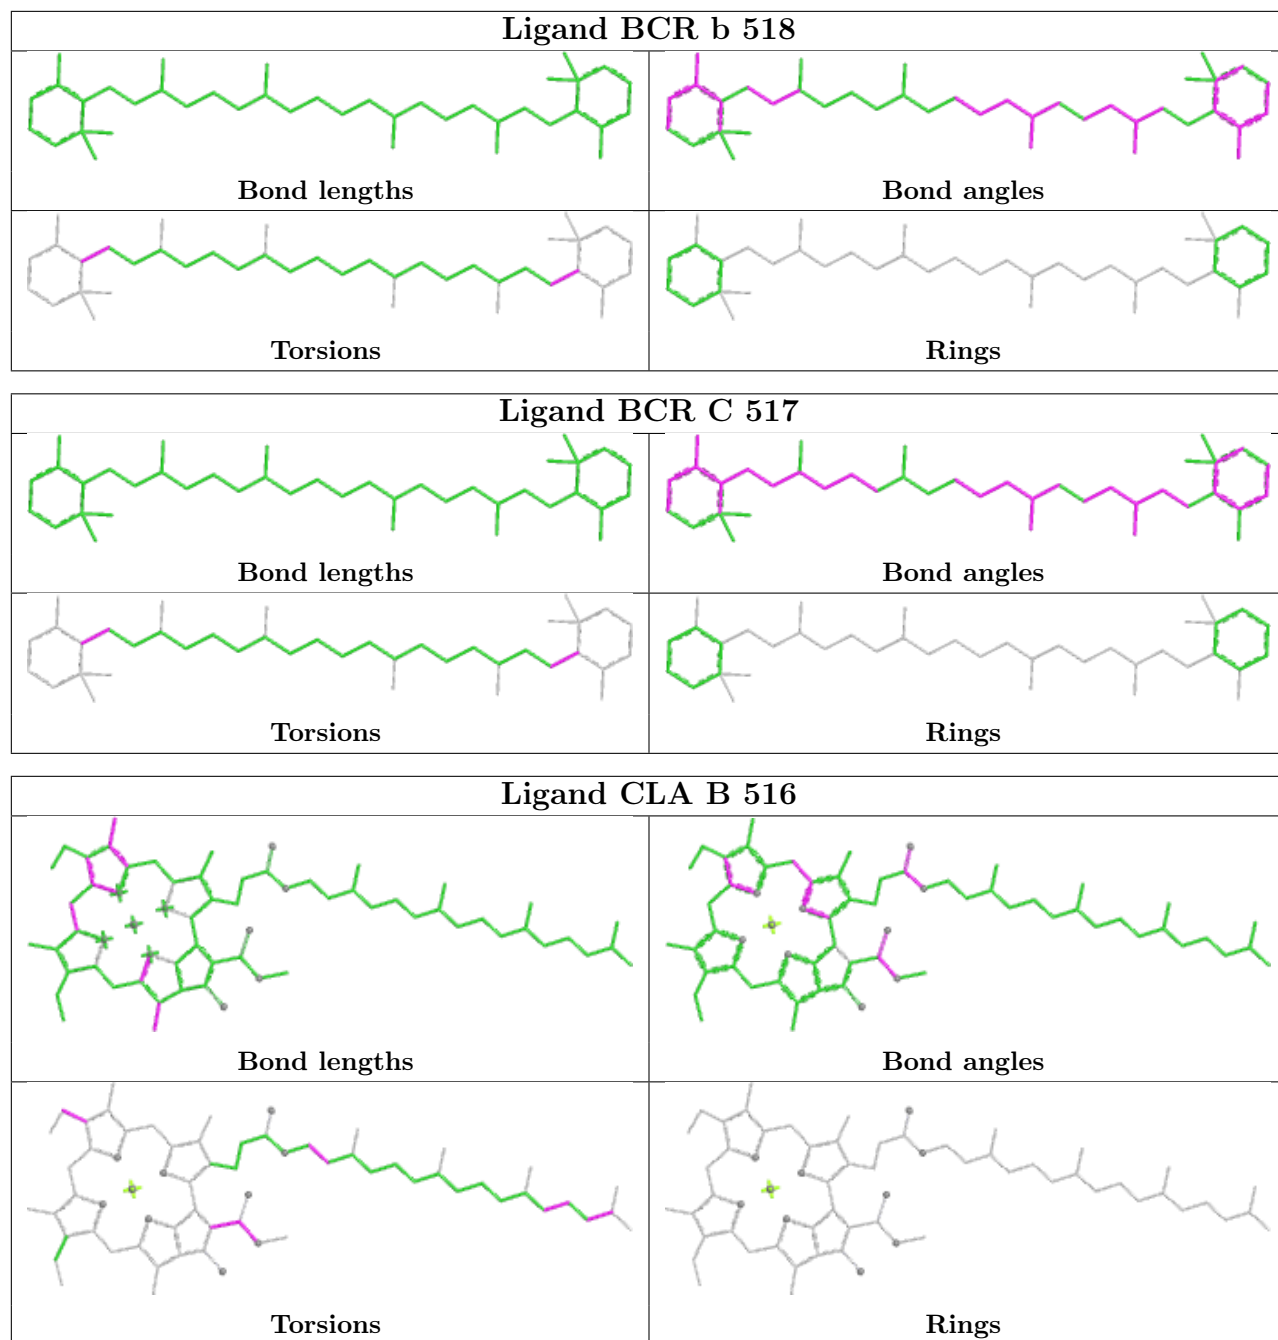 Ligand BCR b 518
Bond lengths
Bond angles
Torsions
Rings
Ligand BCR C 517
Bond lengths
Bond angles
Torsions
Rings
Ligand CLA B 516
Bond lengths
Bond angles
Torsions
Rings